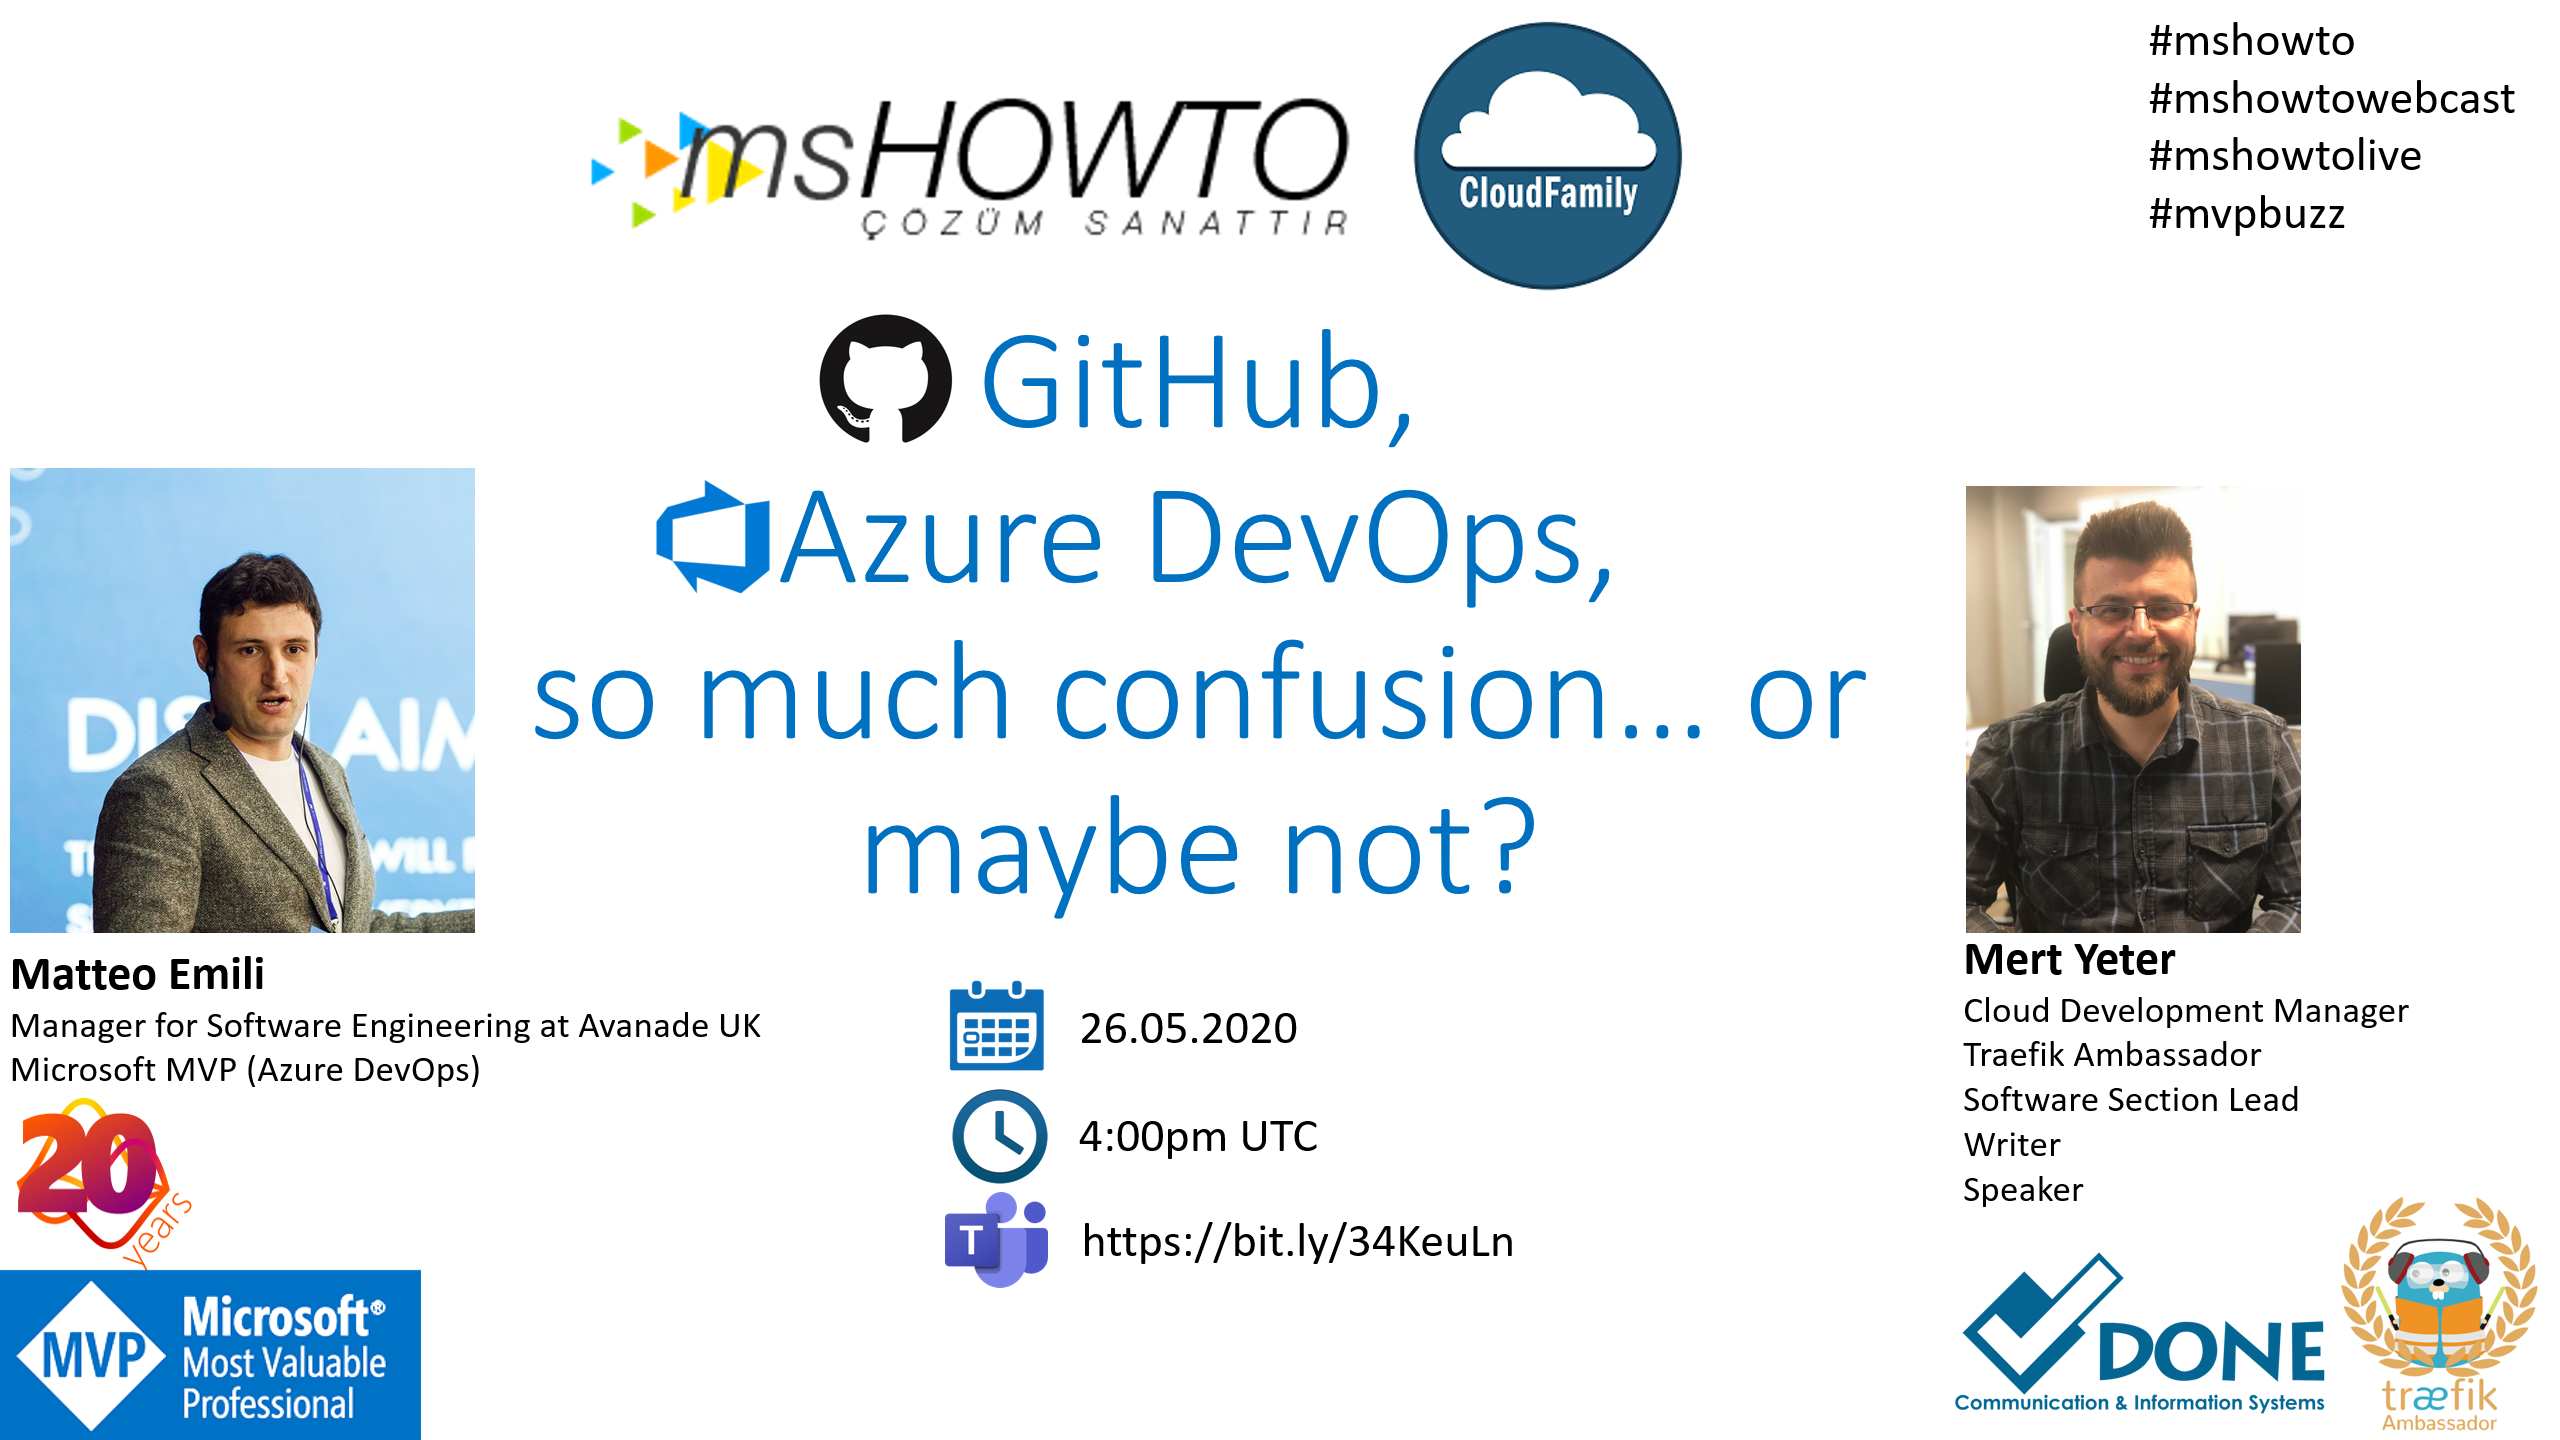 msHOWTO
ÇÖZÜM SANATTIR
CloudFamily
#mshowto
#mshowtowebcast
#mshowtolive
#mvpbuzz
GitHub,
Azure DevOps,
so much confusion... or
maybe not?
Matteo Emili
Manager for Software Engineering at Avanade UK
Microsoft MVP (Azure DevOps)
20
years
MVP
Microsoft®
Most Valuable
Professional
26.05.2020
4:00pm UTC
T
https://bit.ly/34KeuLn
Mert Yeter
Cloud Development Manager
Traefik Ambassador
Software Section Lead
Writer
Speaker
DONE
Communication & Information Systems
træfik
Ambassador